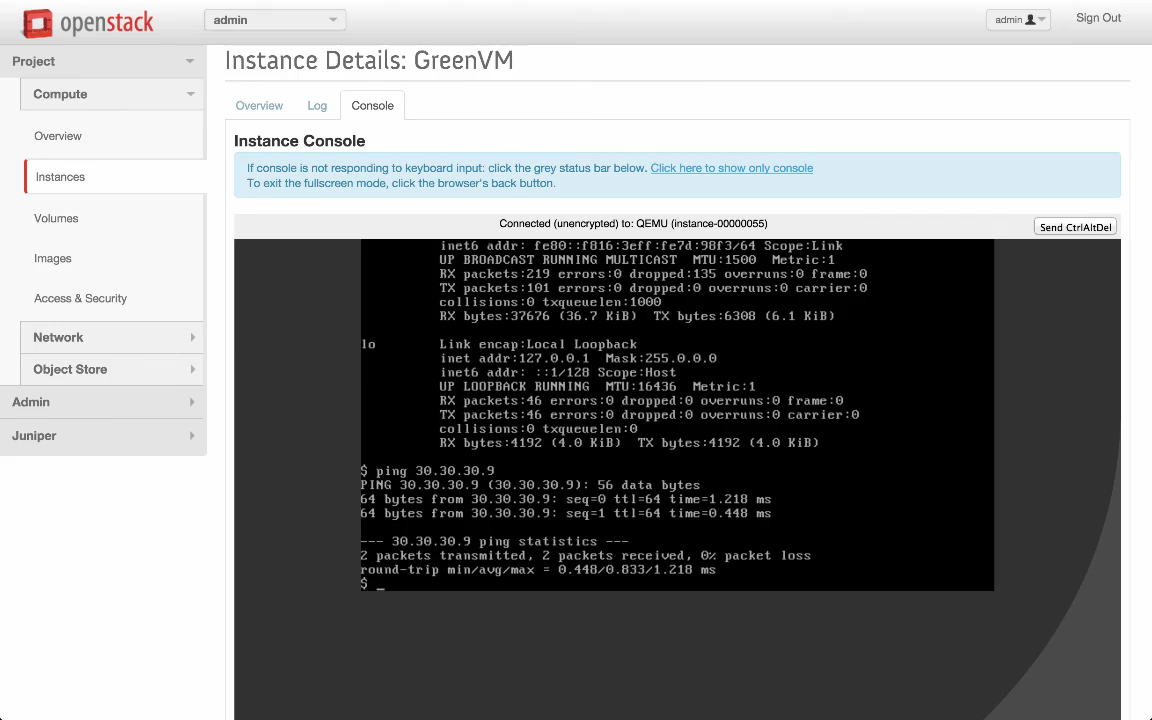 openstack
admin
admin
Sign Out
Project
Compute
Overview
Instances
Volumes
Images
Access & Security
Network
Object Store
Admin
Juniper
Instance Details: GreenVM
Overview
Log
Console
Instance Console
If console is not responding to keyboard input: click the grey status bar below. Click here to show only console
To exit the fullscreen mode, click the browser's back button.
Connected (unencrypted) to: QEMU (instance-00000055)
Send CtrlAltDel
inet6 addr: fe80::f816:3eff:fe7d:98f3/64 Scope:Link
UP BROADCAST RUNNING MULTICAST  MTU:1500  Metric:1
RX packets:219 errors:0 dropped:135 overruns:0 frame:0
TX packets:101 errors:0 dropped:0 overruns:0 carrier:0
collisions:0 txqueuelen:1000
RX bytes:37676 (36.7 KiB)  TX bytes:6308 (6.1 KiB)
lo        Link encap:Local Loopback
inet addr:127.0.0.1  Mask:255.0.0.0
inet6 addr: ::1/128 Scope:Host
UP LOOPBACK RUNNING  MTU:16436  Metric:1
RX packets:46 errors:0 dropped:0 overruns:0 frame:0
TX packets:46 errors:0 dropped:0 overruns:0 carrier:0
collisions:0 txqueuelen:0
RX bytes:4192 (4.0 KiB)  TX bytes:4192 (4.0 KiB)
$ ping 30.30.30.9
PING 30.30.30.9 (30.30.30.9): 56 data bytes
64 bytes from 30.30.30.9: seq=0 ttl=64 time=1.218 ms
64 bytes from 30.30.30.9: seq=1 ttl=64 time=0.448 ms
--- 30.30.30.9 ping statistics ---
2 packets transmitted, 2 packets received, 0% packet loss
round-trip min/avg/max = 0.448/0.833/1.218 ms
$ _